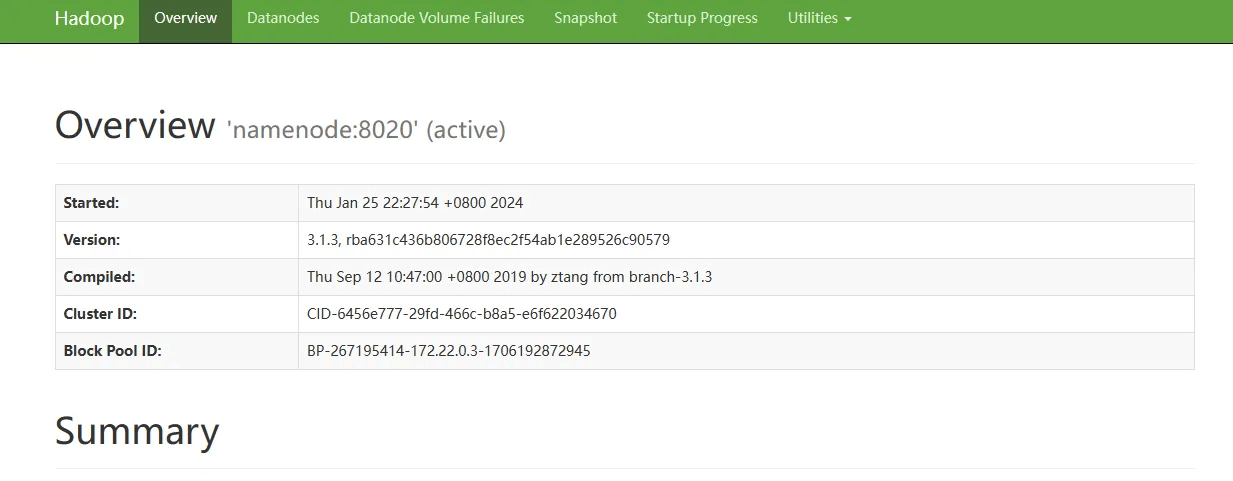 Hadoop Overview Datanodes Datanode Volume Failures Snapshot Startup Progress Utilities
Overview 'namenode:8020' (active)
Started: Thu Jan 25 22:27:54 +0800 2024
Version: 3.1.3, rba631c436b806728f8ec2f54ab1e289526c90579
Compiled: Thu Sep 12 10:47:00 +0800 2019 by ztang from branch-3.1.3
Cluster ID: CID-6456e777-29fd-466c-b8a5-e6f622034670
Block Pool ID: BP-267195414-172.22.0.3-1706192872945
Summary